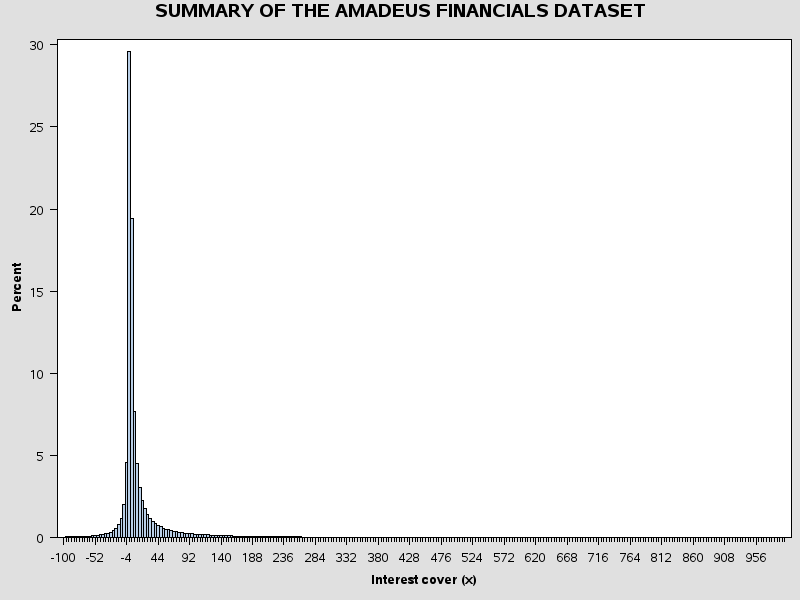 SUMMARY OF THE AMADEUS FINANCIALS DATASET
30
25
20
15
10
5
0
Percent
-100 -52 -4 44 92 140 188 236 284 332 380 428 476 524 572 620 668 716 764 812 860 908 956
Interest cover (x)